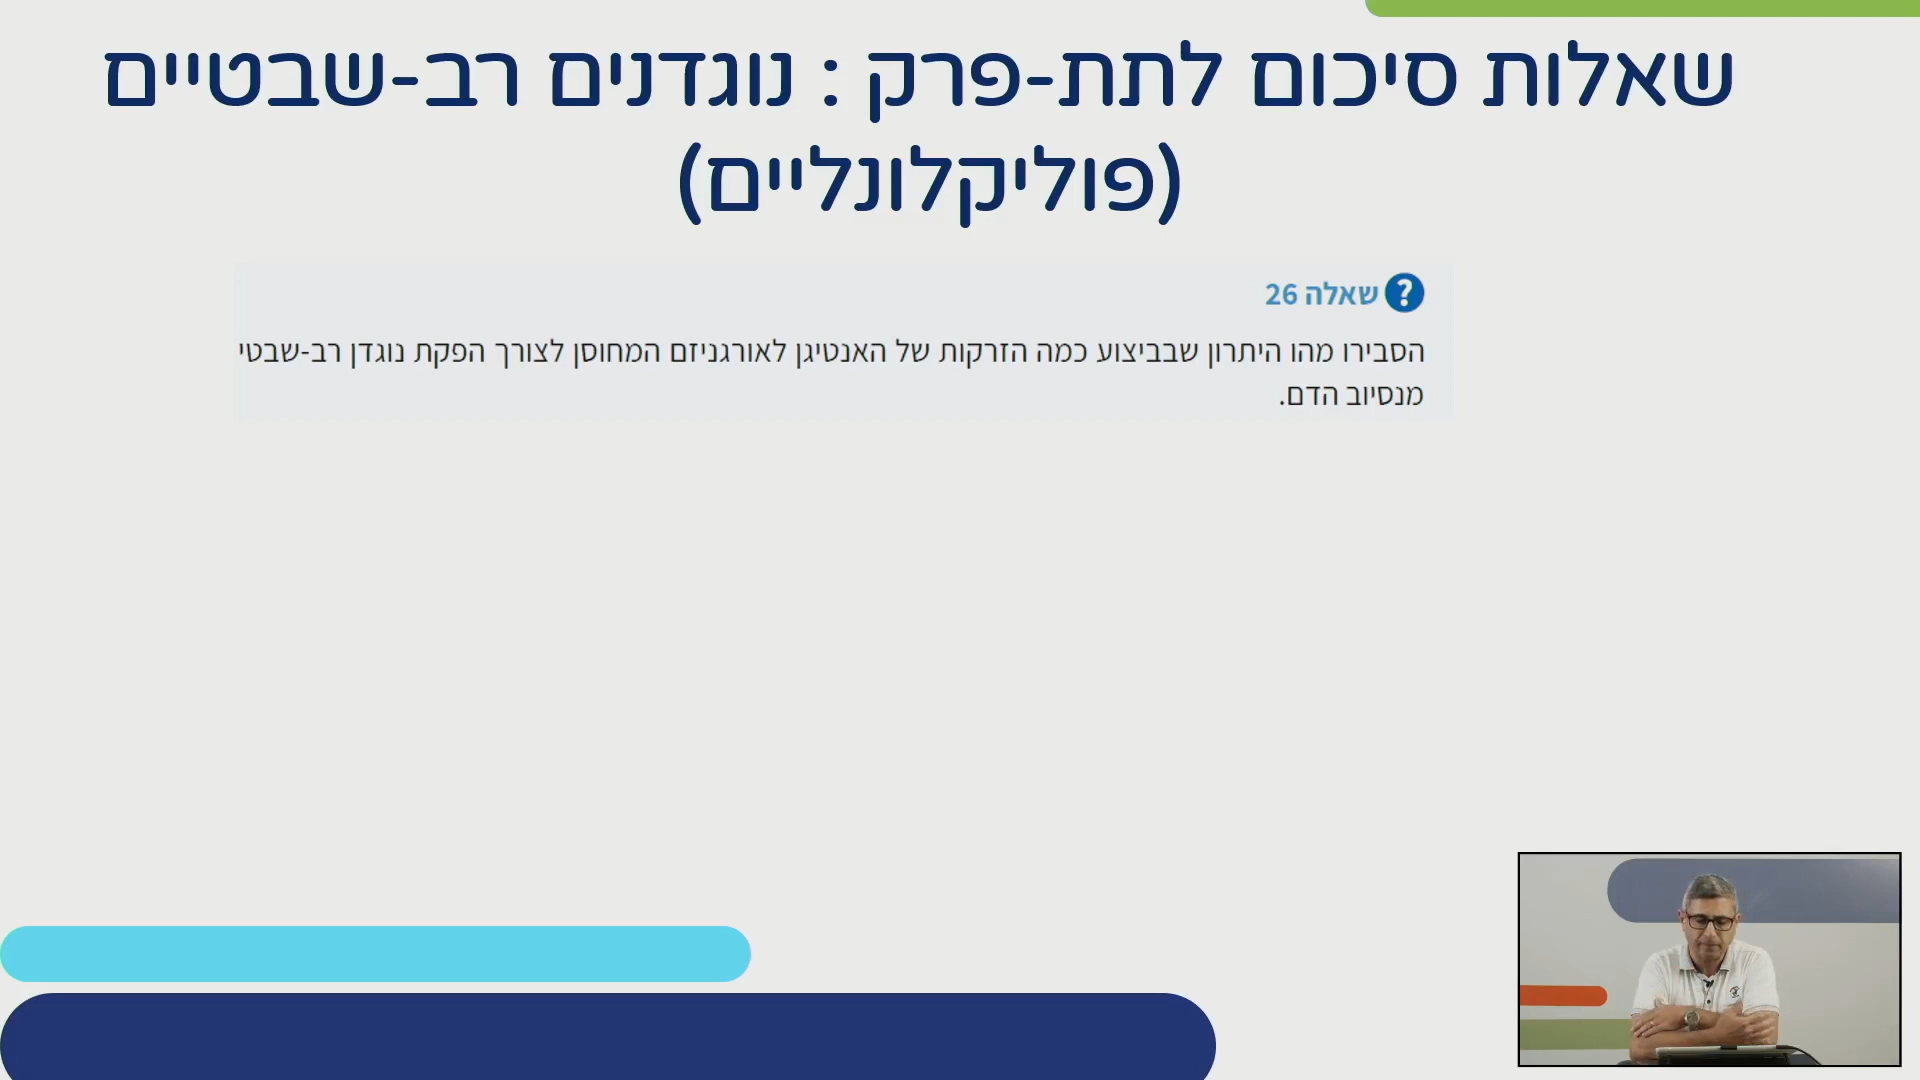 שאלות סיכום לתת-פרק : נוגדנים רב-שבטיים
(פוליקלונליים)
? שאלה 26
הסבירו מהו היתרון שבביצוע כמה הזרקות של האנטיגן לאורגניזם המחוסן לצורך הפקת נוגדן רב-שבטי
מנסיוב הדם.